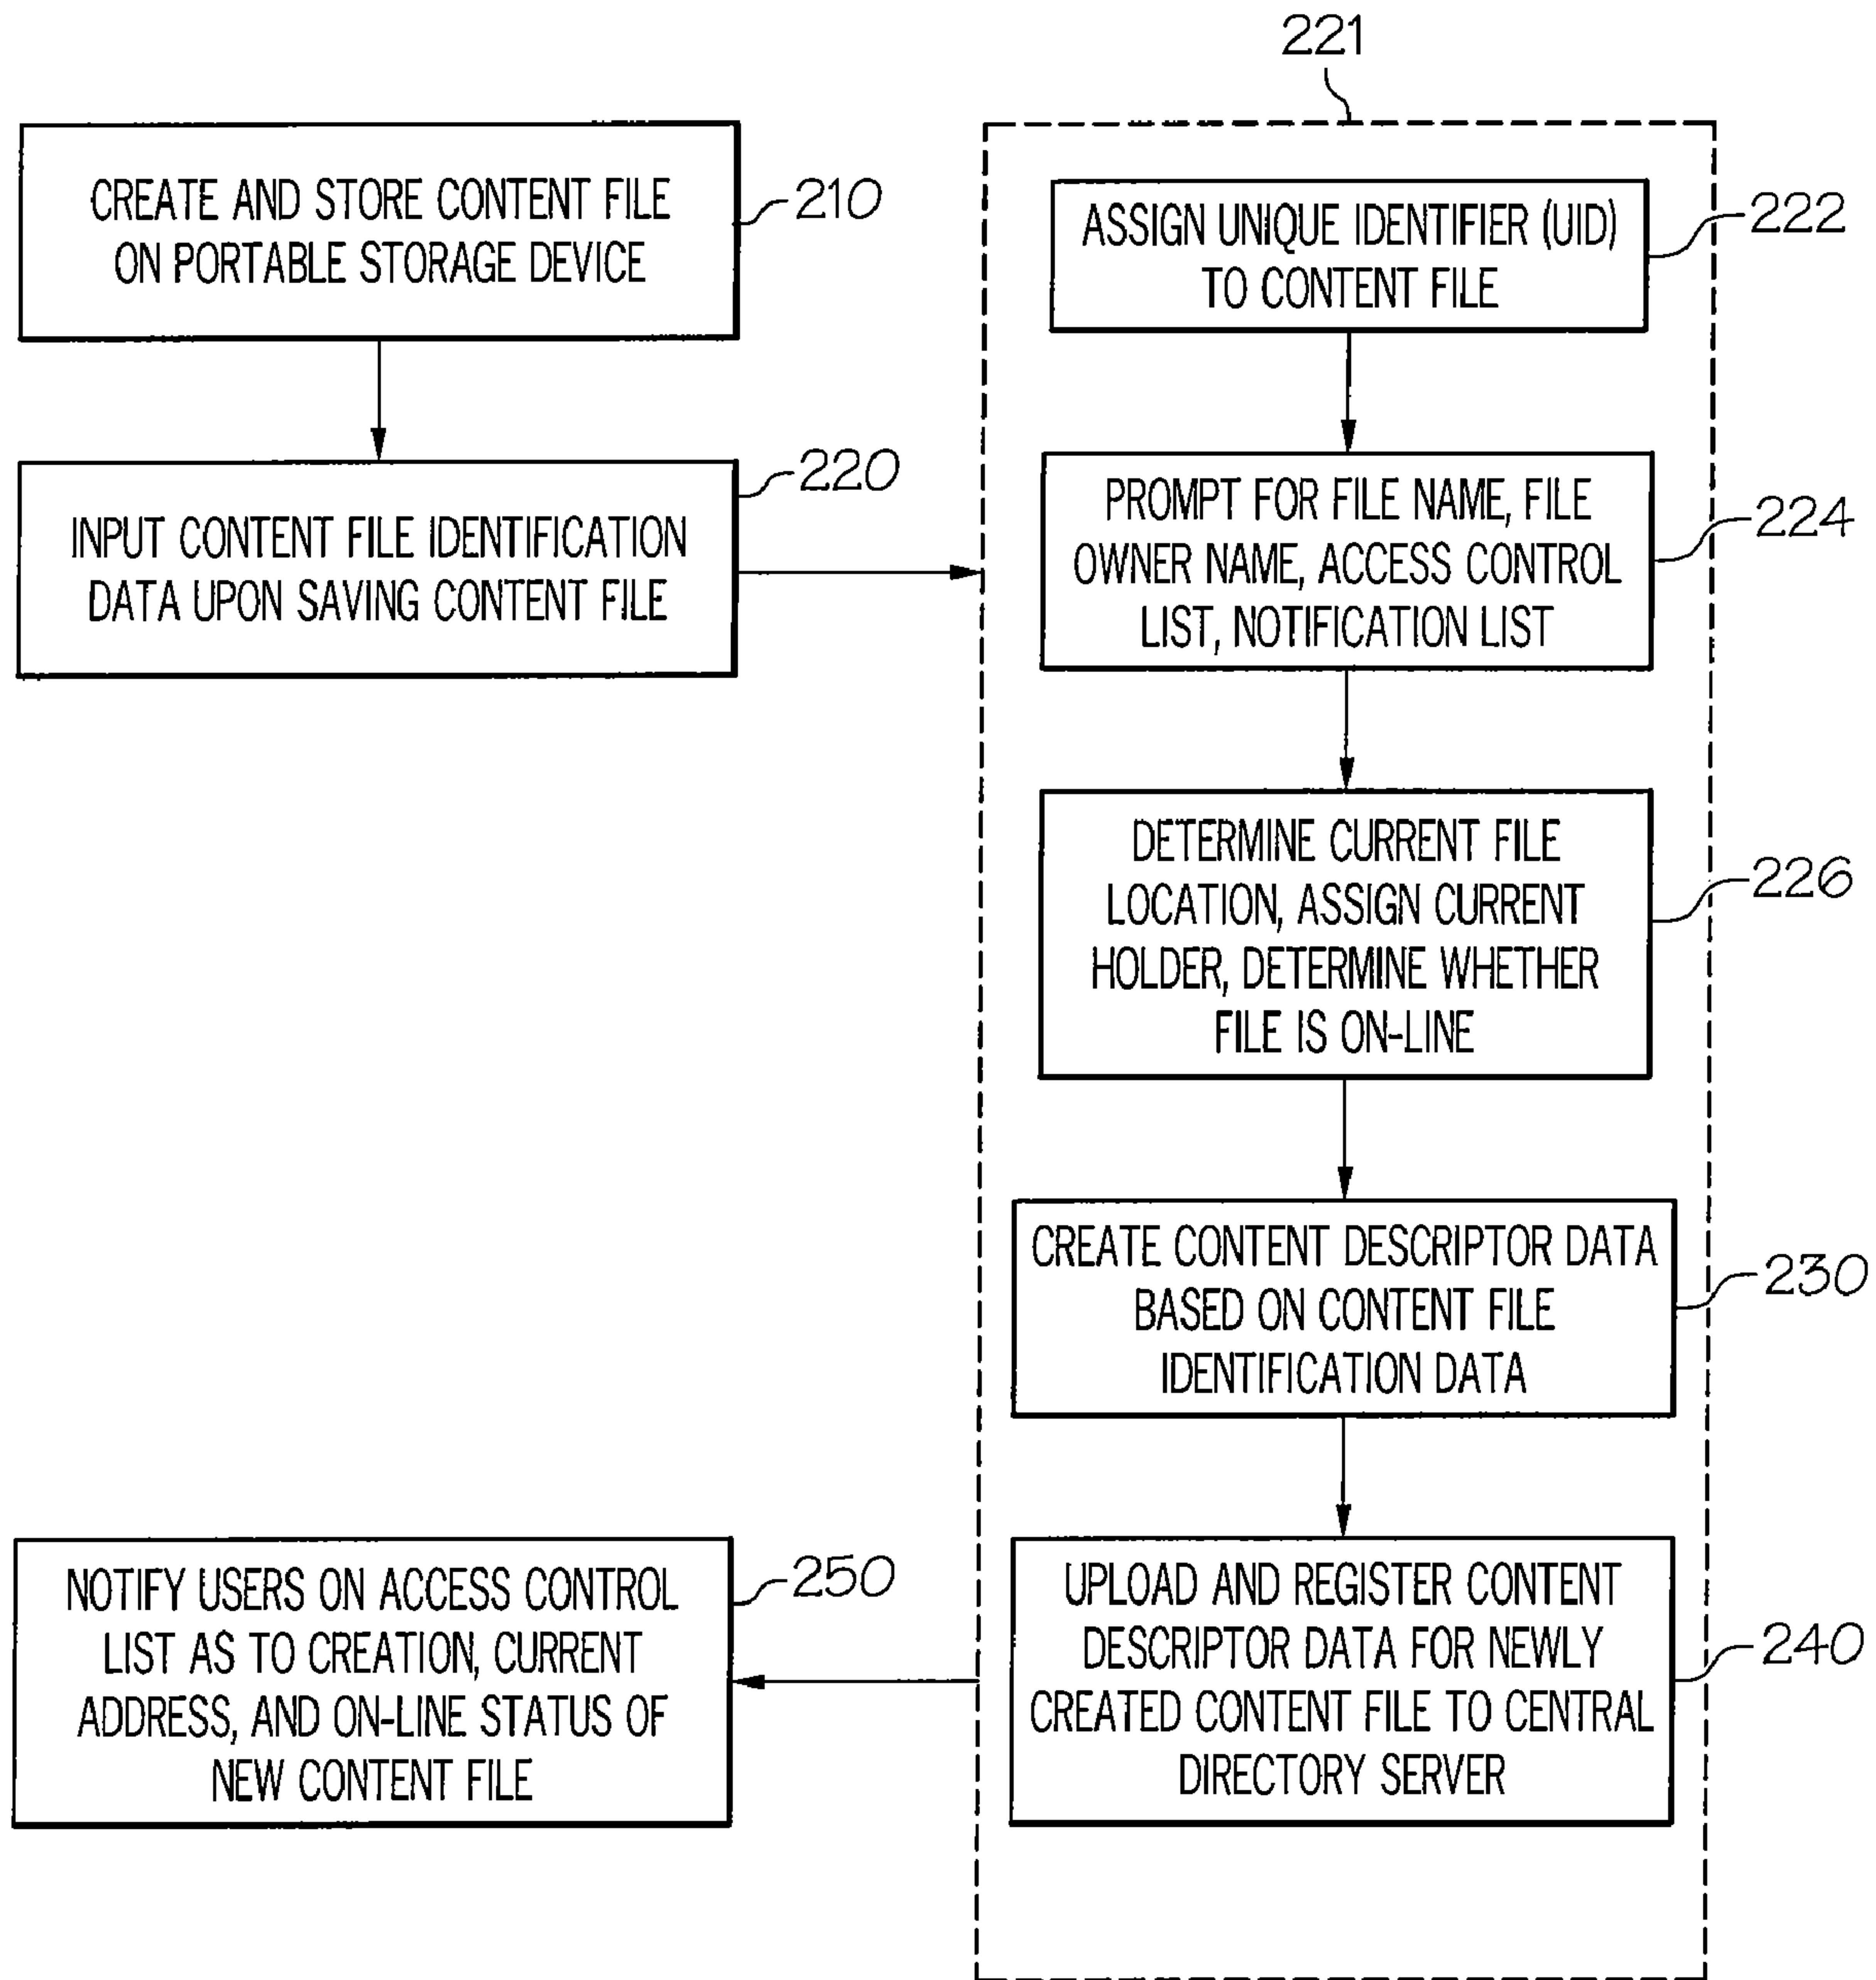 CREATE AND STORE CONTENT FILE
ON PORTABLE STORAGE DEVICE
210
INPUT CONTENT FILE IDENTIFICATION
DATA UPON SAVING CONTENT FILE
220
221
ASSIGN UNIQUE IDENTIFIER (UID)
TO CONTENT FILE
222
PROMPT FOR FILE NAME, FILE
OWNER NAME, ACCESS CONTROL
LIST, NOTIFICATION LIST
224
DETERMINE CURRENT FILE
LOCATION, ASSIGN CURRENT
HOLDER, DETERMINE WHETHER
FILE IS ON-LINE
226
CREATE CONTENT DESCRIPTOR DATA
BASED ON CONTENT FILE
IDENTIFICATION DATA
230
UPLOAD AND REGISTER CONTENT
DESCRIPTOR DATA FOR NEWLY
CREATED CONTENT FILE TO CENTRAL
DIRECTORY SERVER
240
NOTIFY USERS ON ACCESS CONTROL
LIST AS TO CREATION, CURRENT
ADDRESS, AND ON-LINE STATUS OF
NEW CONTENT FILE
250